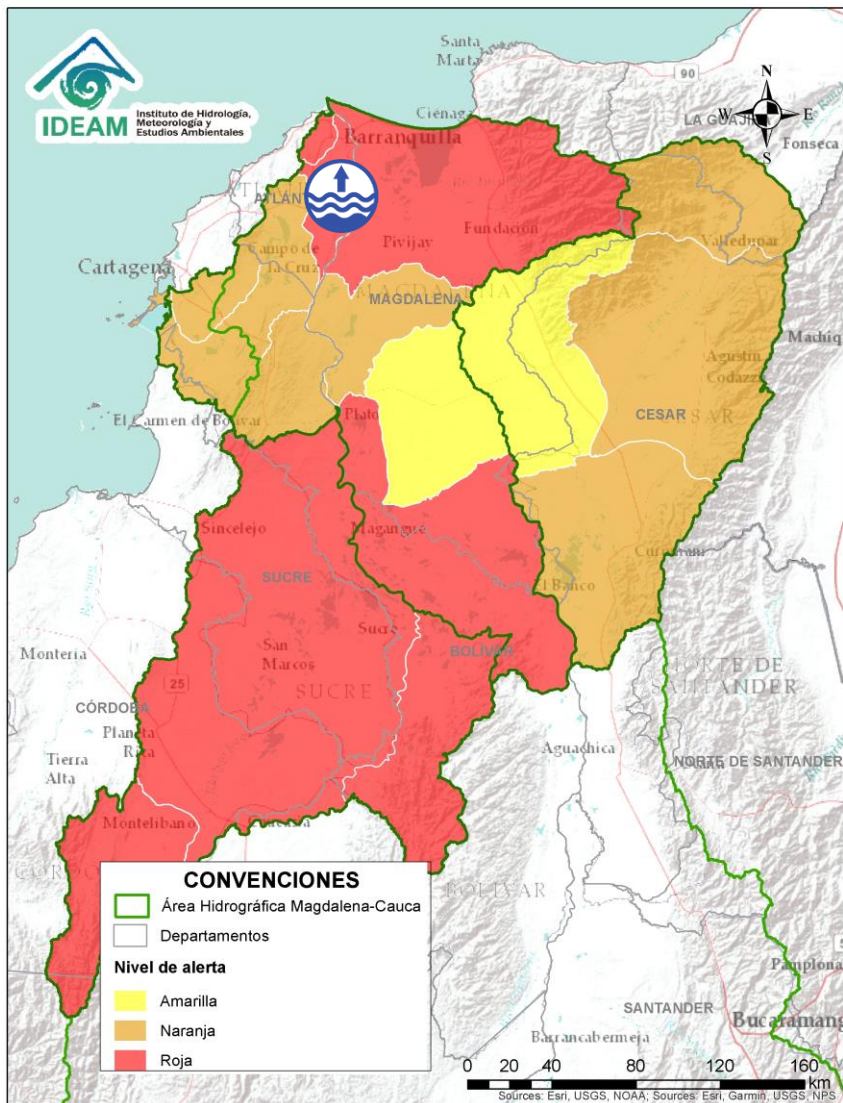 IDEAM
Instituto de Hidrología,
Meteorología y
Estudios Ambientales
Santa
Marta
90
N
W
E
S
LA GUAJI
Fonseca
Ciénaga
Barranquilla
ATLÁNT
Pivijay
Fundación
Valledupar
Cartagena
Campo de
la Cruz
MAGDALENA
Machiq
Agustín
Codazzi
CESAR
El Carmen de Bolívar
Plato
Sincelejo
Magangué
SUCRE
El Banco
Sucre
San
Marcos
BOLÍVAR
SUCRE
Montería
25
CÓRDOBA
Planeta
Rica
Tierra
Alta
NORTE DE
SANTANDER
Aguachica
NORTE DE SANTANDER
Montelíbano
BOLÍVAR
CONVENCIONES
Área Hidrográfica Magdalena-Cauca
Departamentos
Nivel de alerta
Amarilla
Naranja
Roja
Pamplona
SANTANDER
Bucaramang
Barrancabermeja
0 20 40 80 120 160
km
Sources: Esri, USGS, NOAA; Sources: Esri, Garmin, USGS, NPS